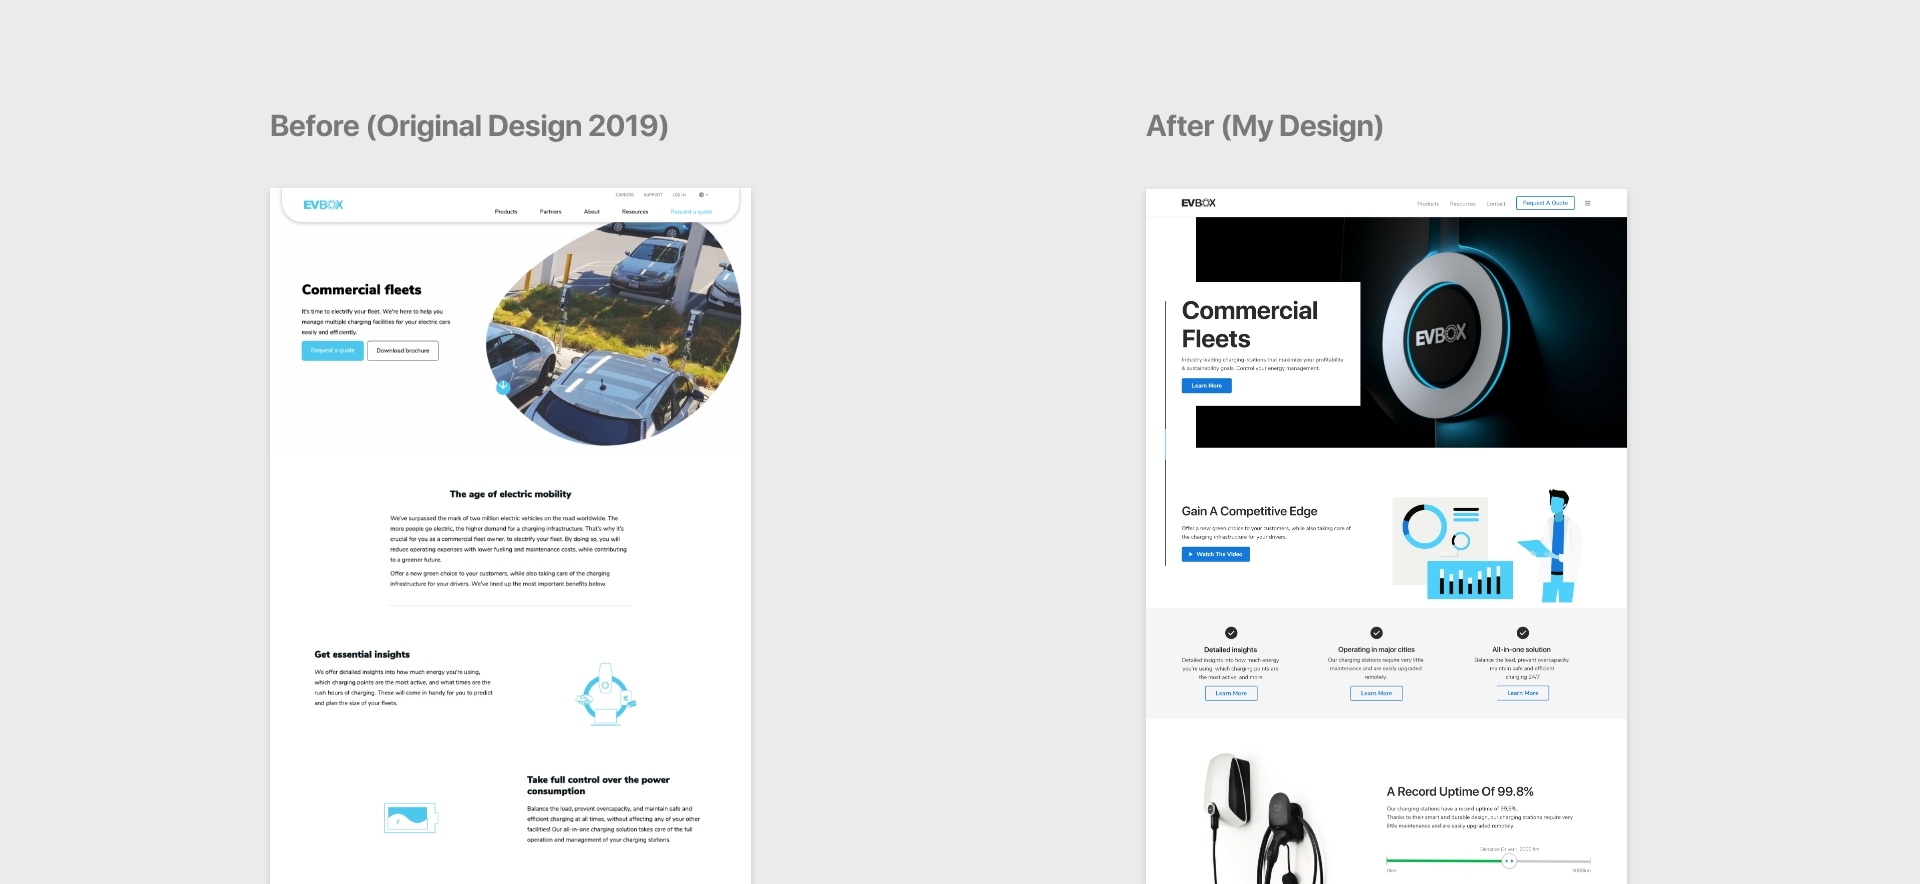 Before (Original Design 2019)
EVBOX
CAREERS SUPPORT LOG IN
Products Partners About Resources Request a quote
Commercial fleets
It's time to electrify your fleet. We're here to help you
manage multiple charging facilities for your electric cars
easily and efficiently.
Request a quote Download brochure
The age of electric mobility
We've surpassed the mark of two million electric vehicles on the road worldwide. The
more people go electric, the higher demand for a charging infrastructure. That's why it's
crucial for you as a commercial fleet owner, to electrify your fleet. By doing so, you will
reduce operating expenses with lower fueling and maintenance costs, while contributing
to a greener future.
Offer a new green choice to your customers, while also taking care of the charging
infrastructure for your drivers. We've lined up the most important benefits below.
Get essential insights
We offer detailed insights into how much energy you're using,
which charging points are the most active, and what times are the
rush hours of charging. These will come in handy for you to predict
and plan the size of your fleets.
Take full control over the power
consumption
Balance the load, prevent overcapacity, and maintain safe and
efficient charging at all times, without affecting any of your other
facilities! Our all-in-one charging solution takes care of the full
operation and management of your charging stations.
After (My Design)
EVBOX
Products Resources Contact Request A Quote
EVBOX
Commercial
Fleets
Industry leading charging-stations that maximize your profitability
& sustainability goals. Control your energy management.
Learn More
Gain A Competitive Edge
Offer a new green choice to your customers, while also taking care of
the charging infrastructure for your drivers.
Watch The Video
Detailed insights
Detailed insights into how much energy
you're using, which charging points are
the most active, and more.
Learn More
Operating in major cities
Our charging stations require very little
maintenance and are easily upgraded
remotely.
Learn More
All-in-one solution
Balance the load, prevent overcapacity,
maintain safe and efficient
charging 24/7
Learn More
A Record Uptime Of 99.8%
Our charging stations have a record uptime of 99.8%.
Thanks to their smart and durable design, our charging stations require very
little maintenance and are easily upgraded remotely.
Distance Driven: 2000 km
0km 3000km